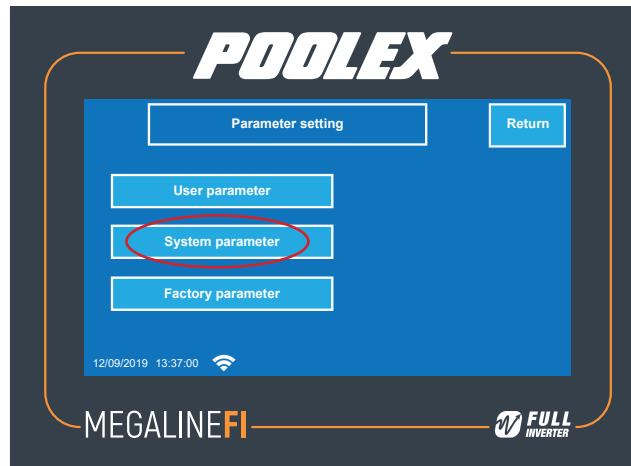 POOLEX
Parameter setting
Return
User parameter
System parameter
Factory parameter
12/09/2019 13:37:00
MEGALINEFI
FULL
INVERTER